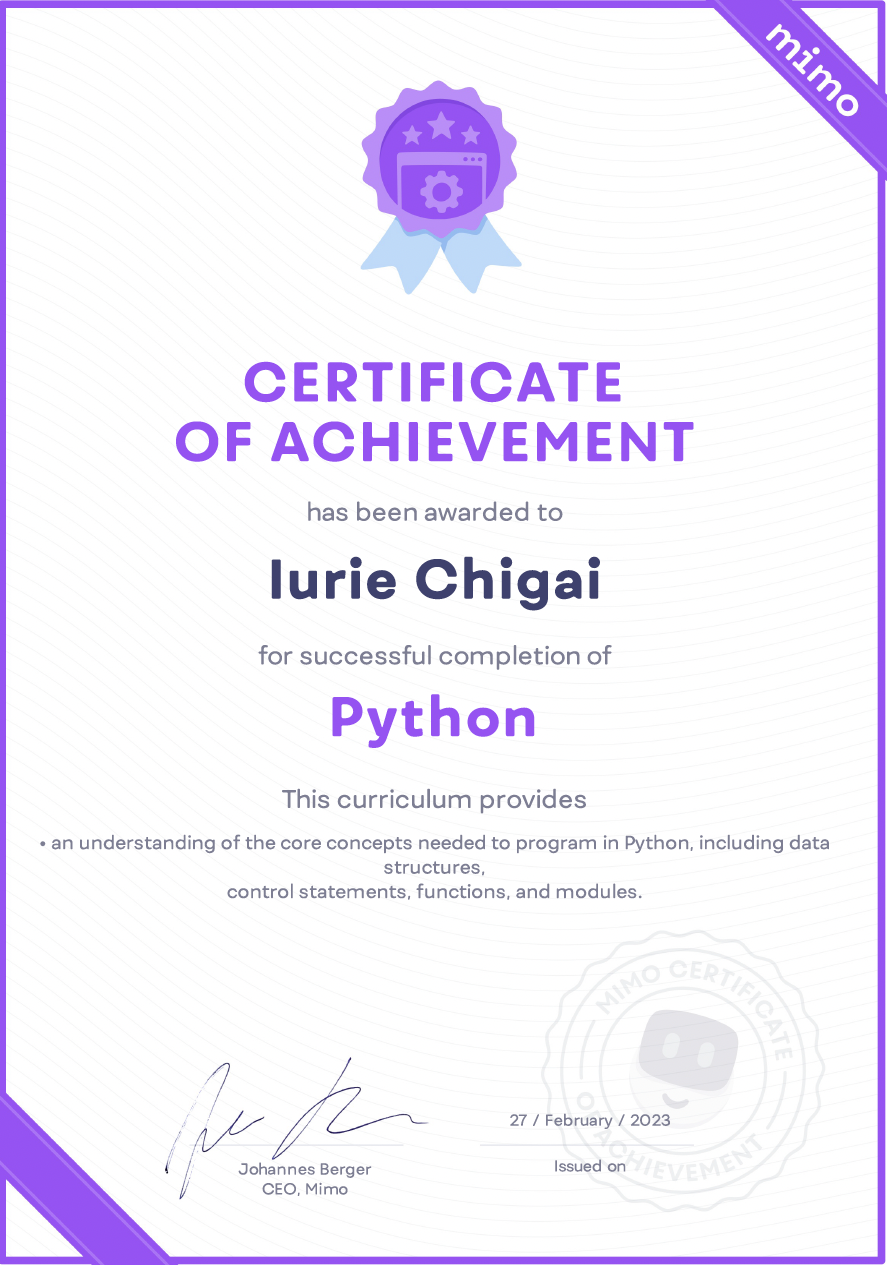 mimo
CERTIFICATE
OF ACHIEVEMENT
has been awarded to
Iurie Chigai
for successful completion of
Python
This curriculum provides
• an understanding of the core concepts needed to program in Python, including data
structures,
control statements, functions, and modules.
MIMO CERTIFICATE
OF ACHIEVEMENT
27 / February / 2023
Johannes Berger
CEO, Mimo
Issued on